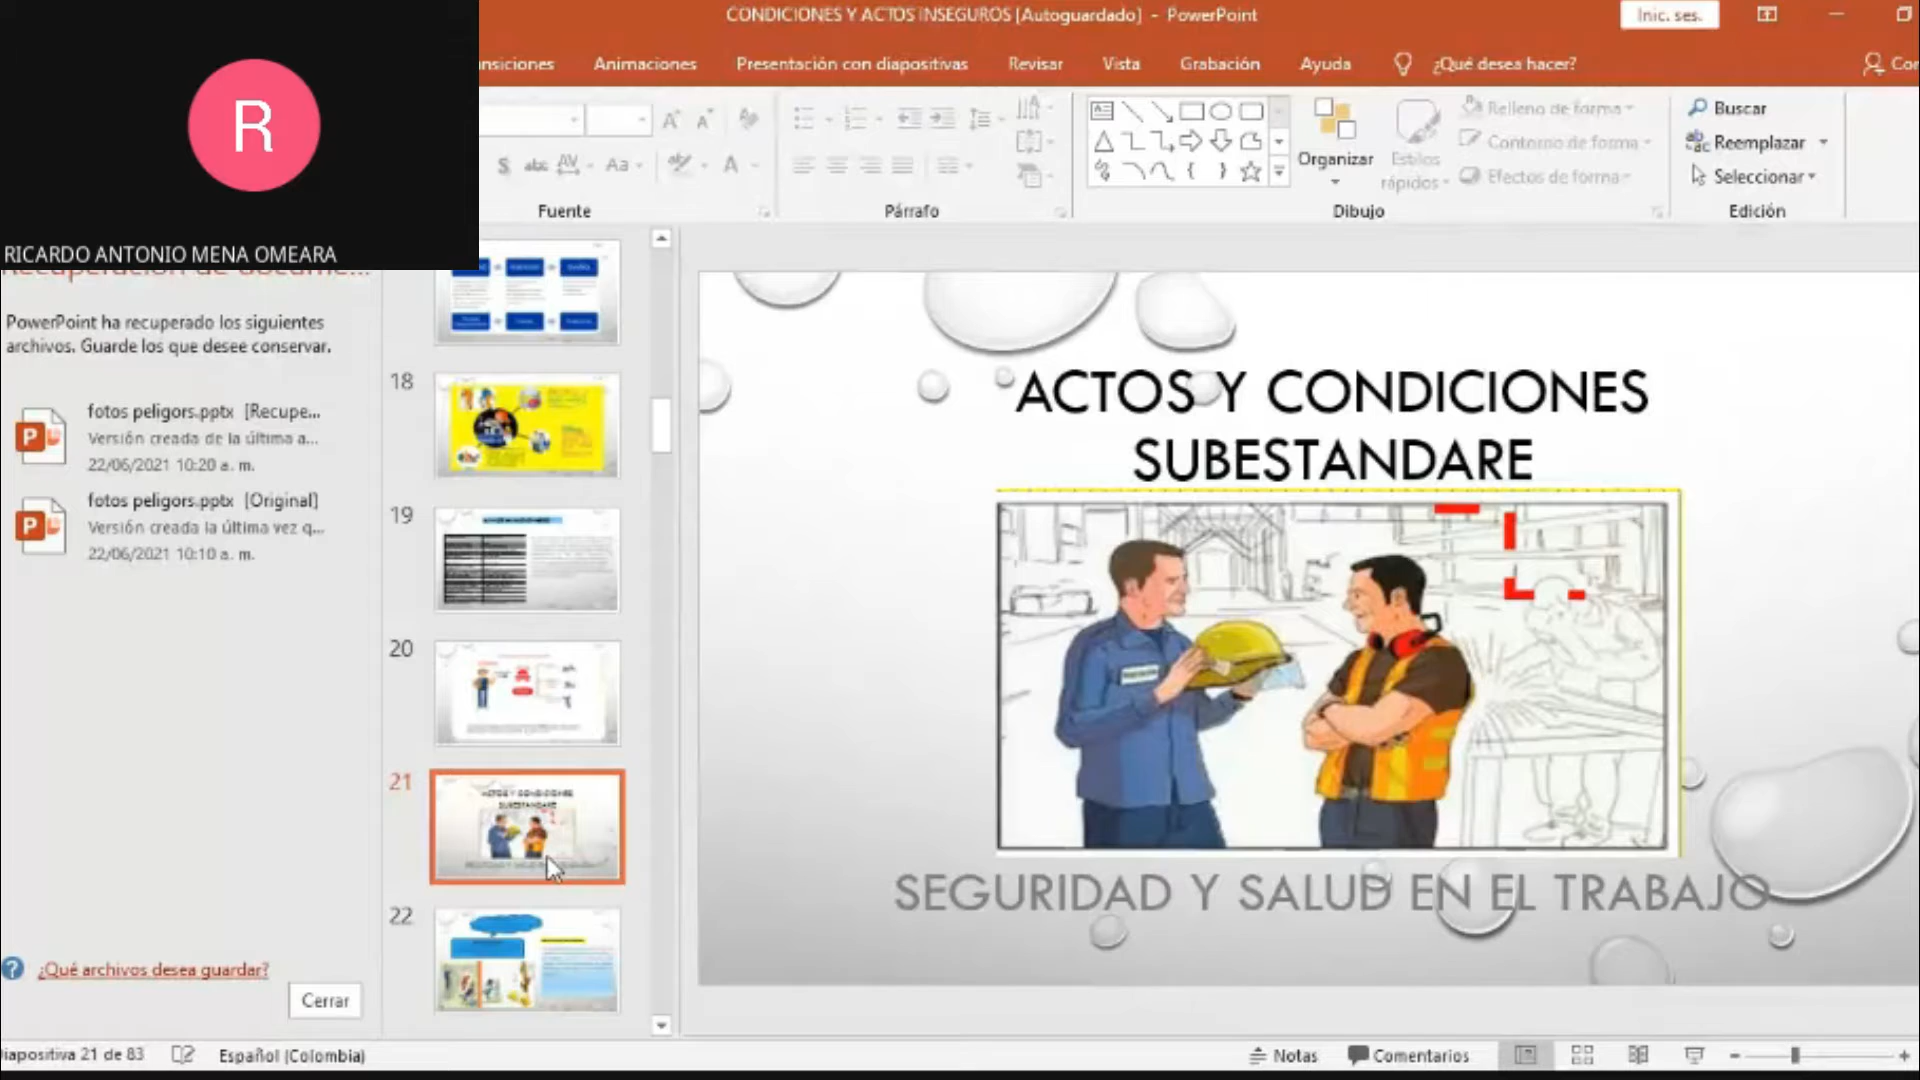 CONDICIONES Y ACTOS INSEGUROS [Autoguardado] - PowerPoint
Inic. ses.
nsiciones Animaciones Presentación con diapositivas Revisar Vista Grabación Ayuda ¿Qué desea hacer? Cor
R
RICARDO ANTONIO MENA OMEARA
Relleno de forma
Contorno de forma
Efectos de forma
Organizar
Estilos
rápidos
Buscar
Reemplazar
Seleccionar
Fuente Párrafo Dibujo Edición
PowerPoint ha recuperado los siguientes
archivos. Guarde los que desee conservar.
fotos peligors.pptx [Recupe...
Versión creada de la última a...
22/06/2021 10:20 a. m.
fotos peligors.pptx [Original]
Versión creada la última vez q...
22/06/2021 10:10 a. m.
¿Qué archivos desea guardar?
Cerrar
18
19
20
21
ACTOS Y CONDICIONES
SUBESTANDARE
22
ACTOS Y CONDICIONES
SUBESTANDARE
SEGURIDAD Y SALUD EN EL TRABAJO
iapositiva 21 de 83 Español (Colombia) Notas Comentarios